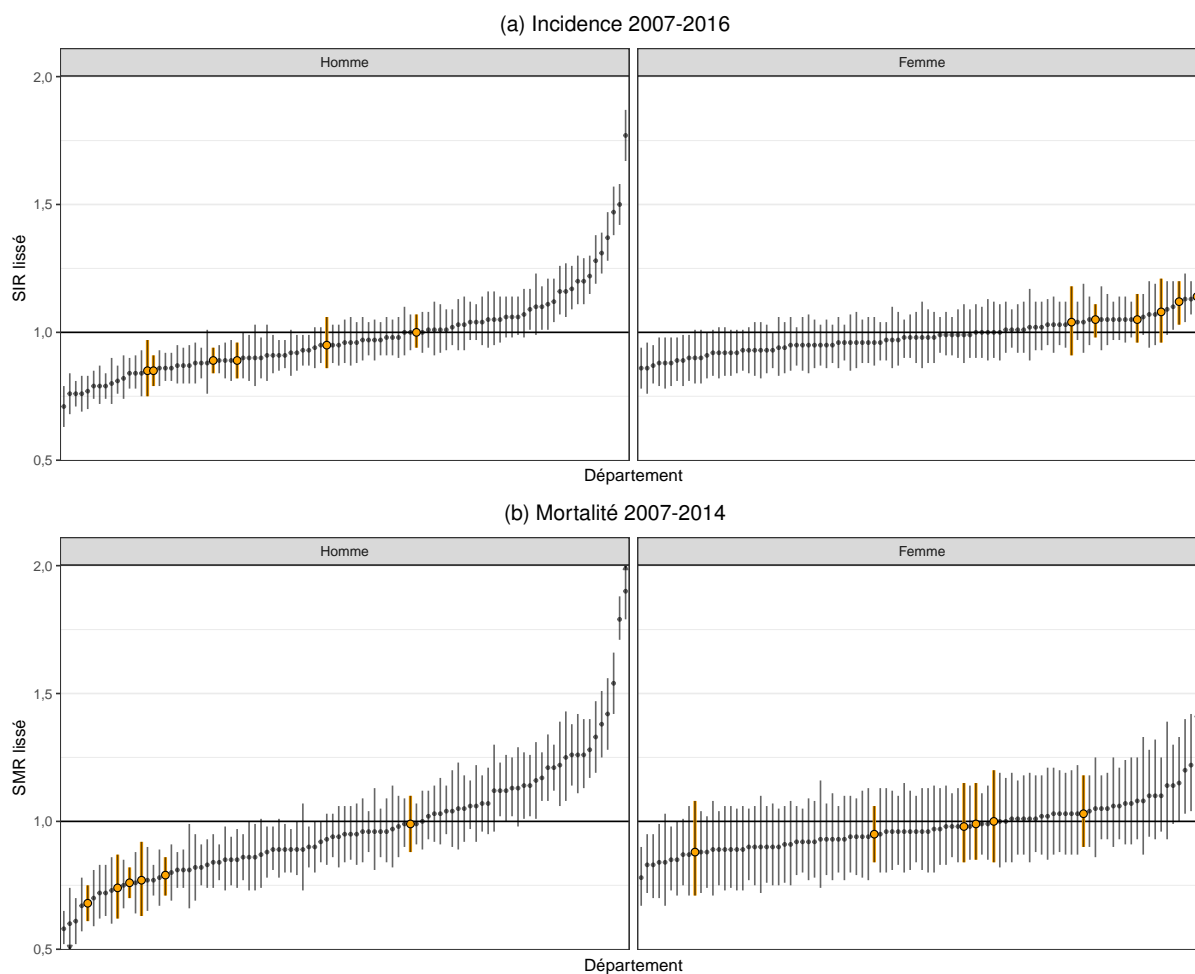 (a) Incidence 2007-2016
Homme
Femme
2,0
1,5
1,0
0,5
SIR lissé
Département
(b) Mortalité 2007-2014
Homme
Femme
2,0
1,5
1,0
0,5
SMR lissé
Département